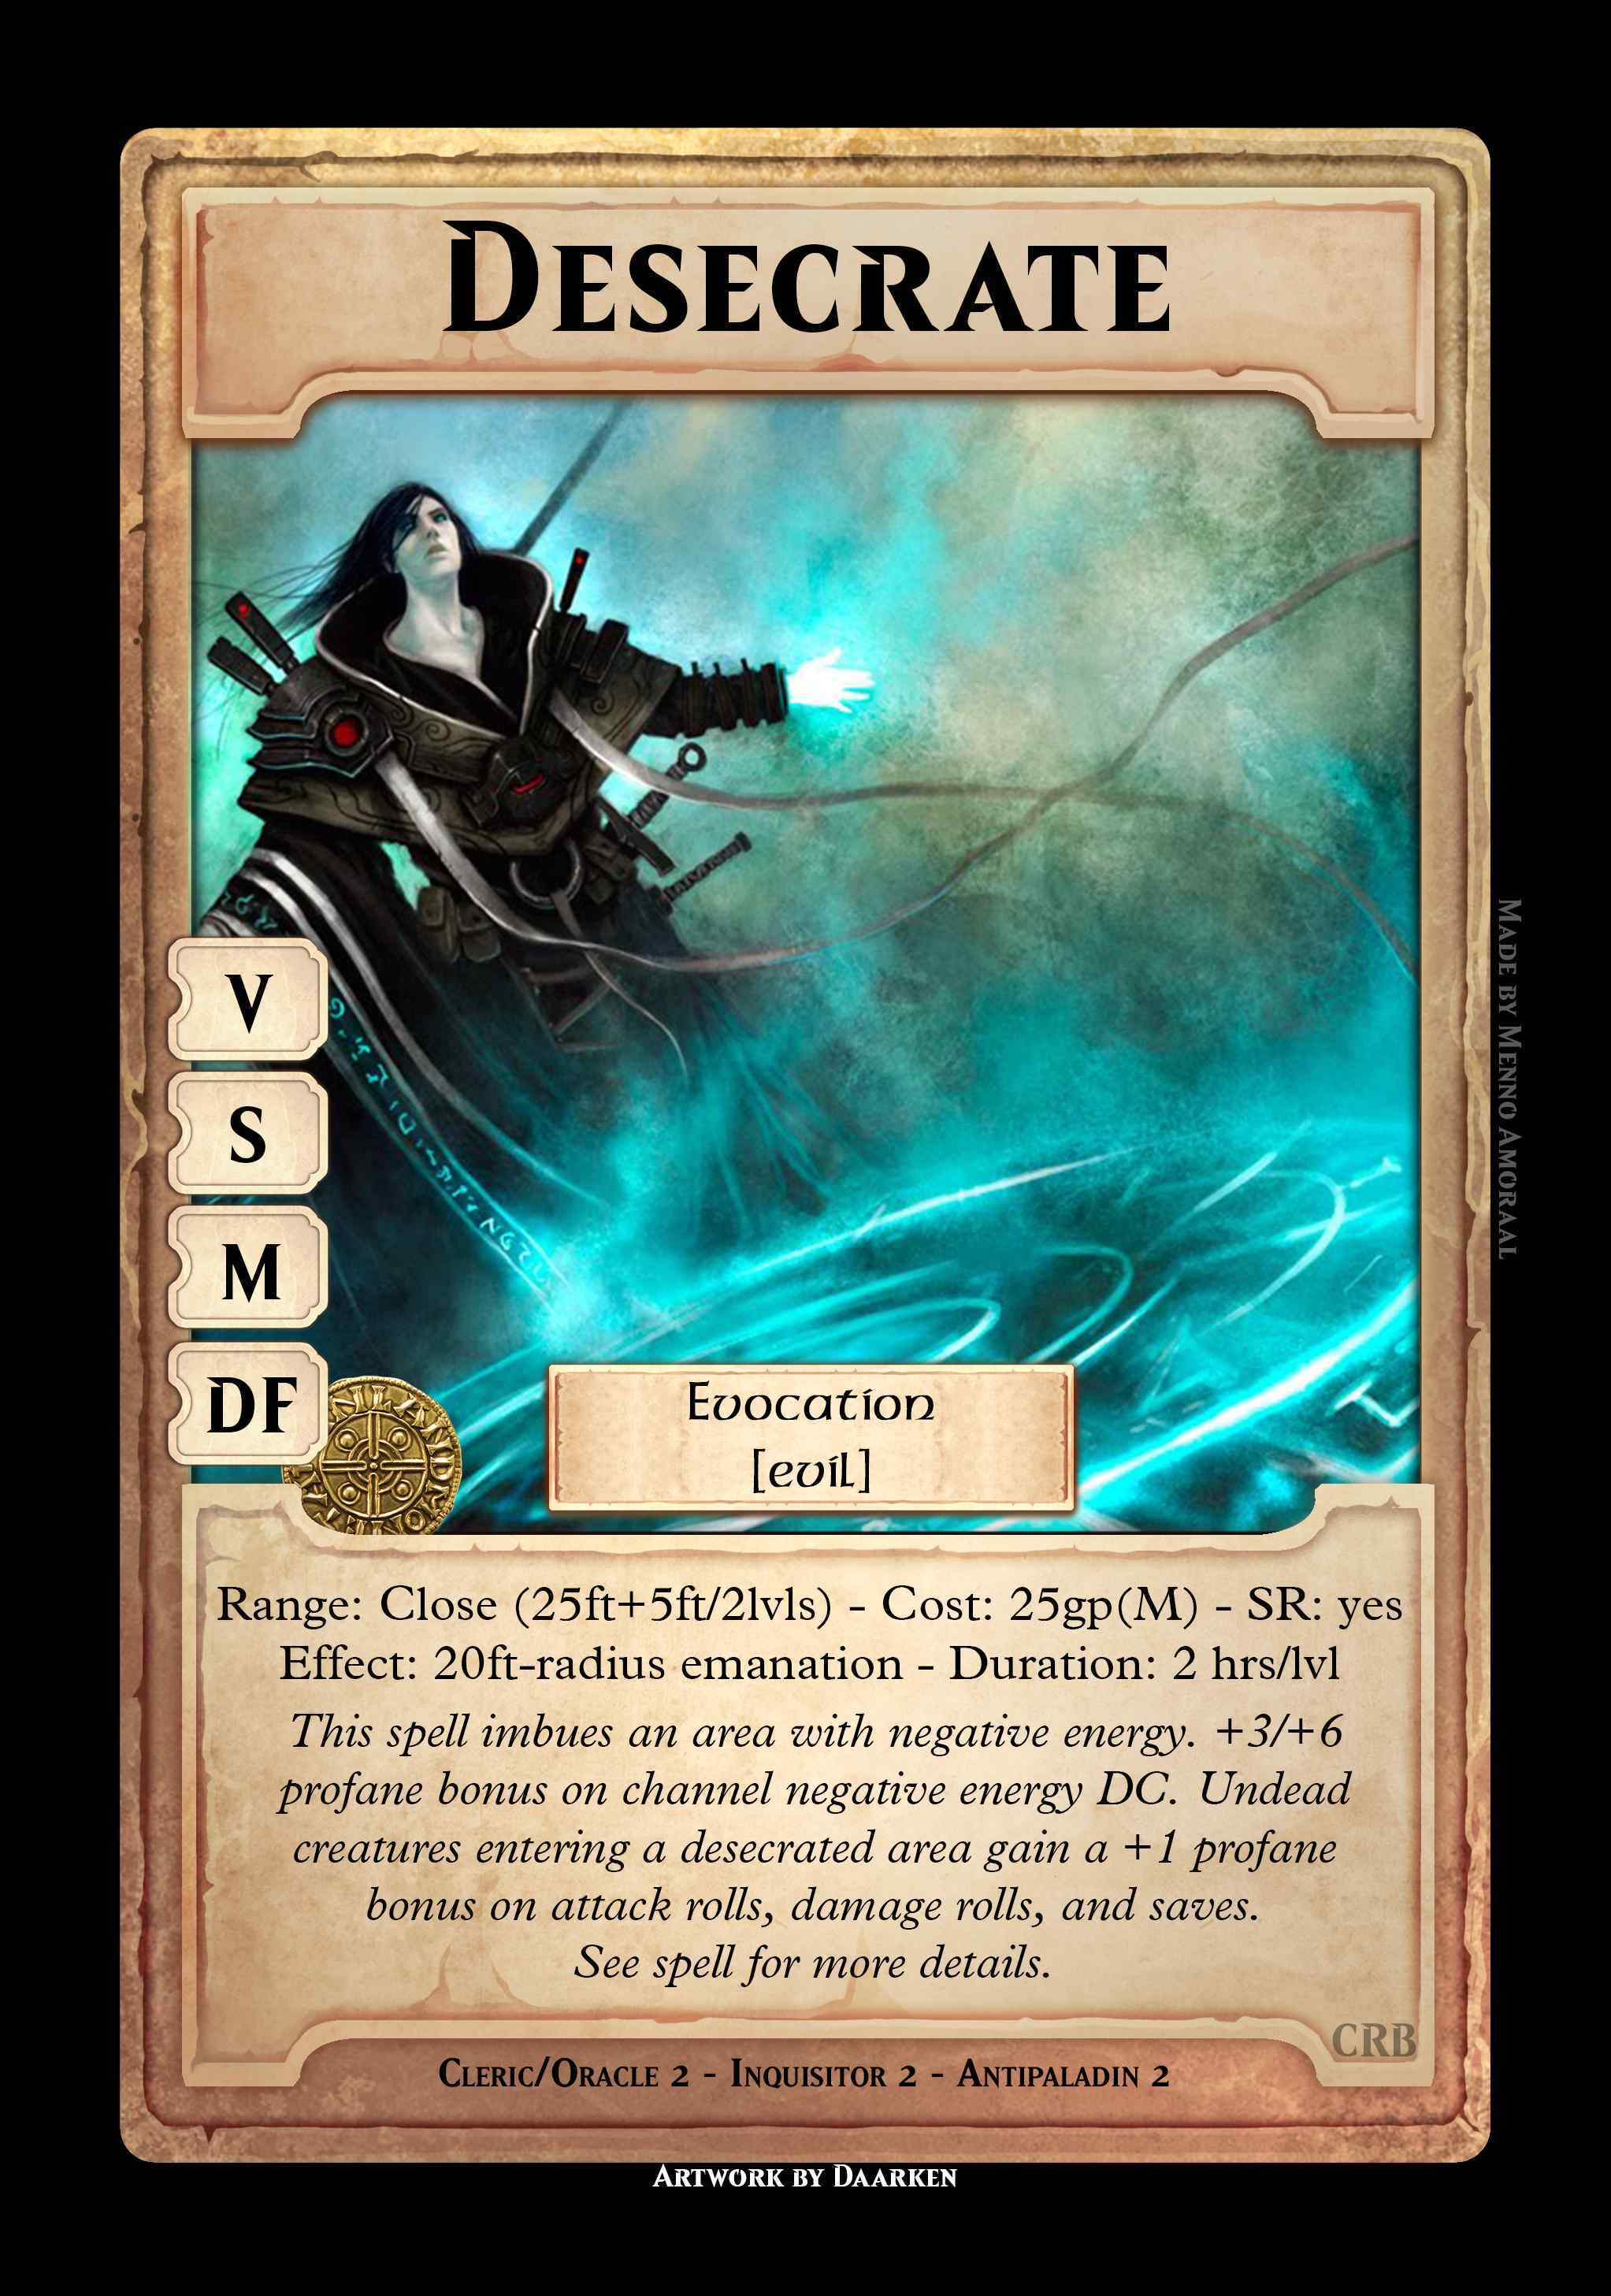 Desecrate
V
S
M
DF
Evocation
[evil]
Range: Close (25ft+5ft/2lvls) - Cost: 25gp(M) - SR: yes
Effect: 20ft-radius emanation - Duration: 2 hrs/lvl
This spell imbues an area with negative energy. +3/+6
profane bonus on channel negative energy DC. Undead
creatures entering a desecrated area gain a +1 profane
bonus on attack rolls, damage rolls, and saves.
See spell for more details.
CRB
Cleric/Oracle 2 - Inquisitor 2 - Antipaladin 2
Artwork by Daarken
Made by Menno Amoraal